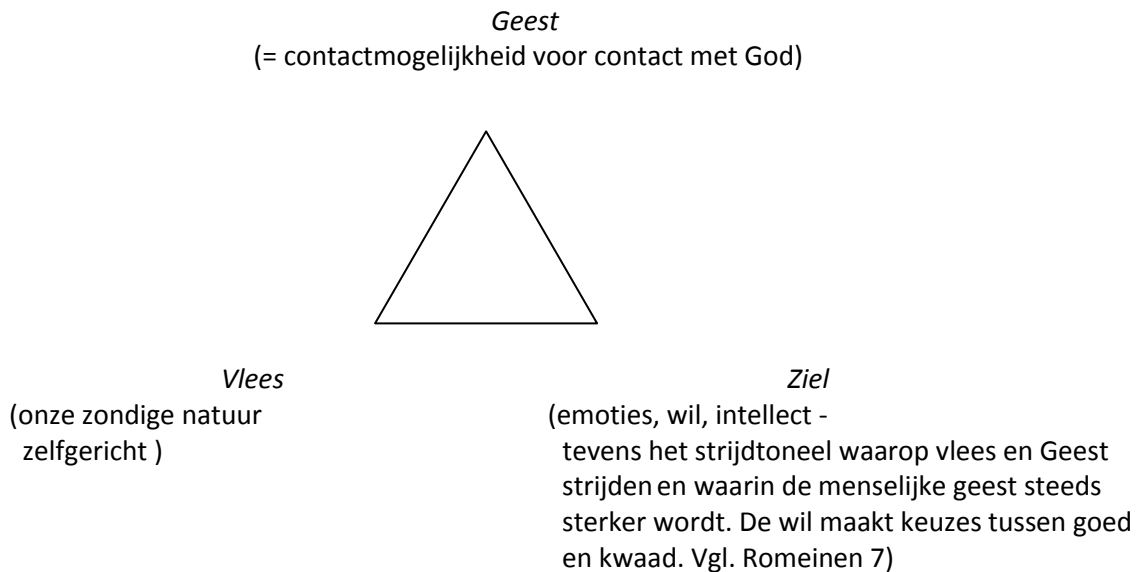 Geest
(= contactmogelijkheid voor contact met God)
Vlees
(onze zondige natuur
zelfgericht )
Ziel
(emoties, wil, intellect -
tevens het strijdtoneel waarop vlees en Geest
strijden en waarin de menselijke geest steeds
sterker wordt. De wil maakt keuzes tussen goed
en kwaad. Vgl. Romeinen 7)